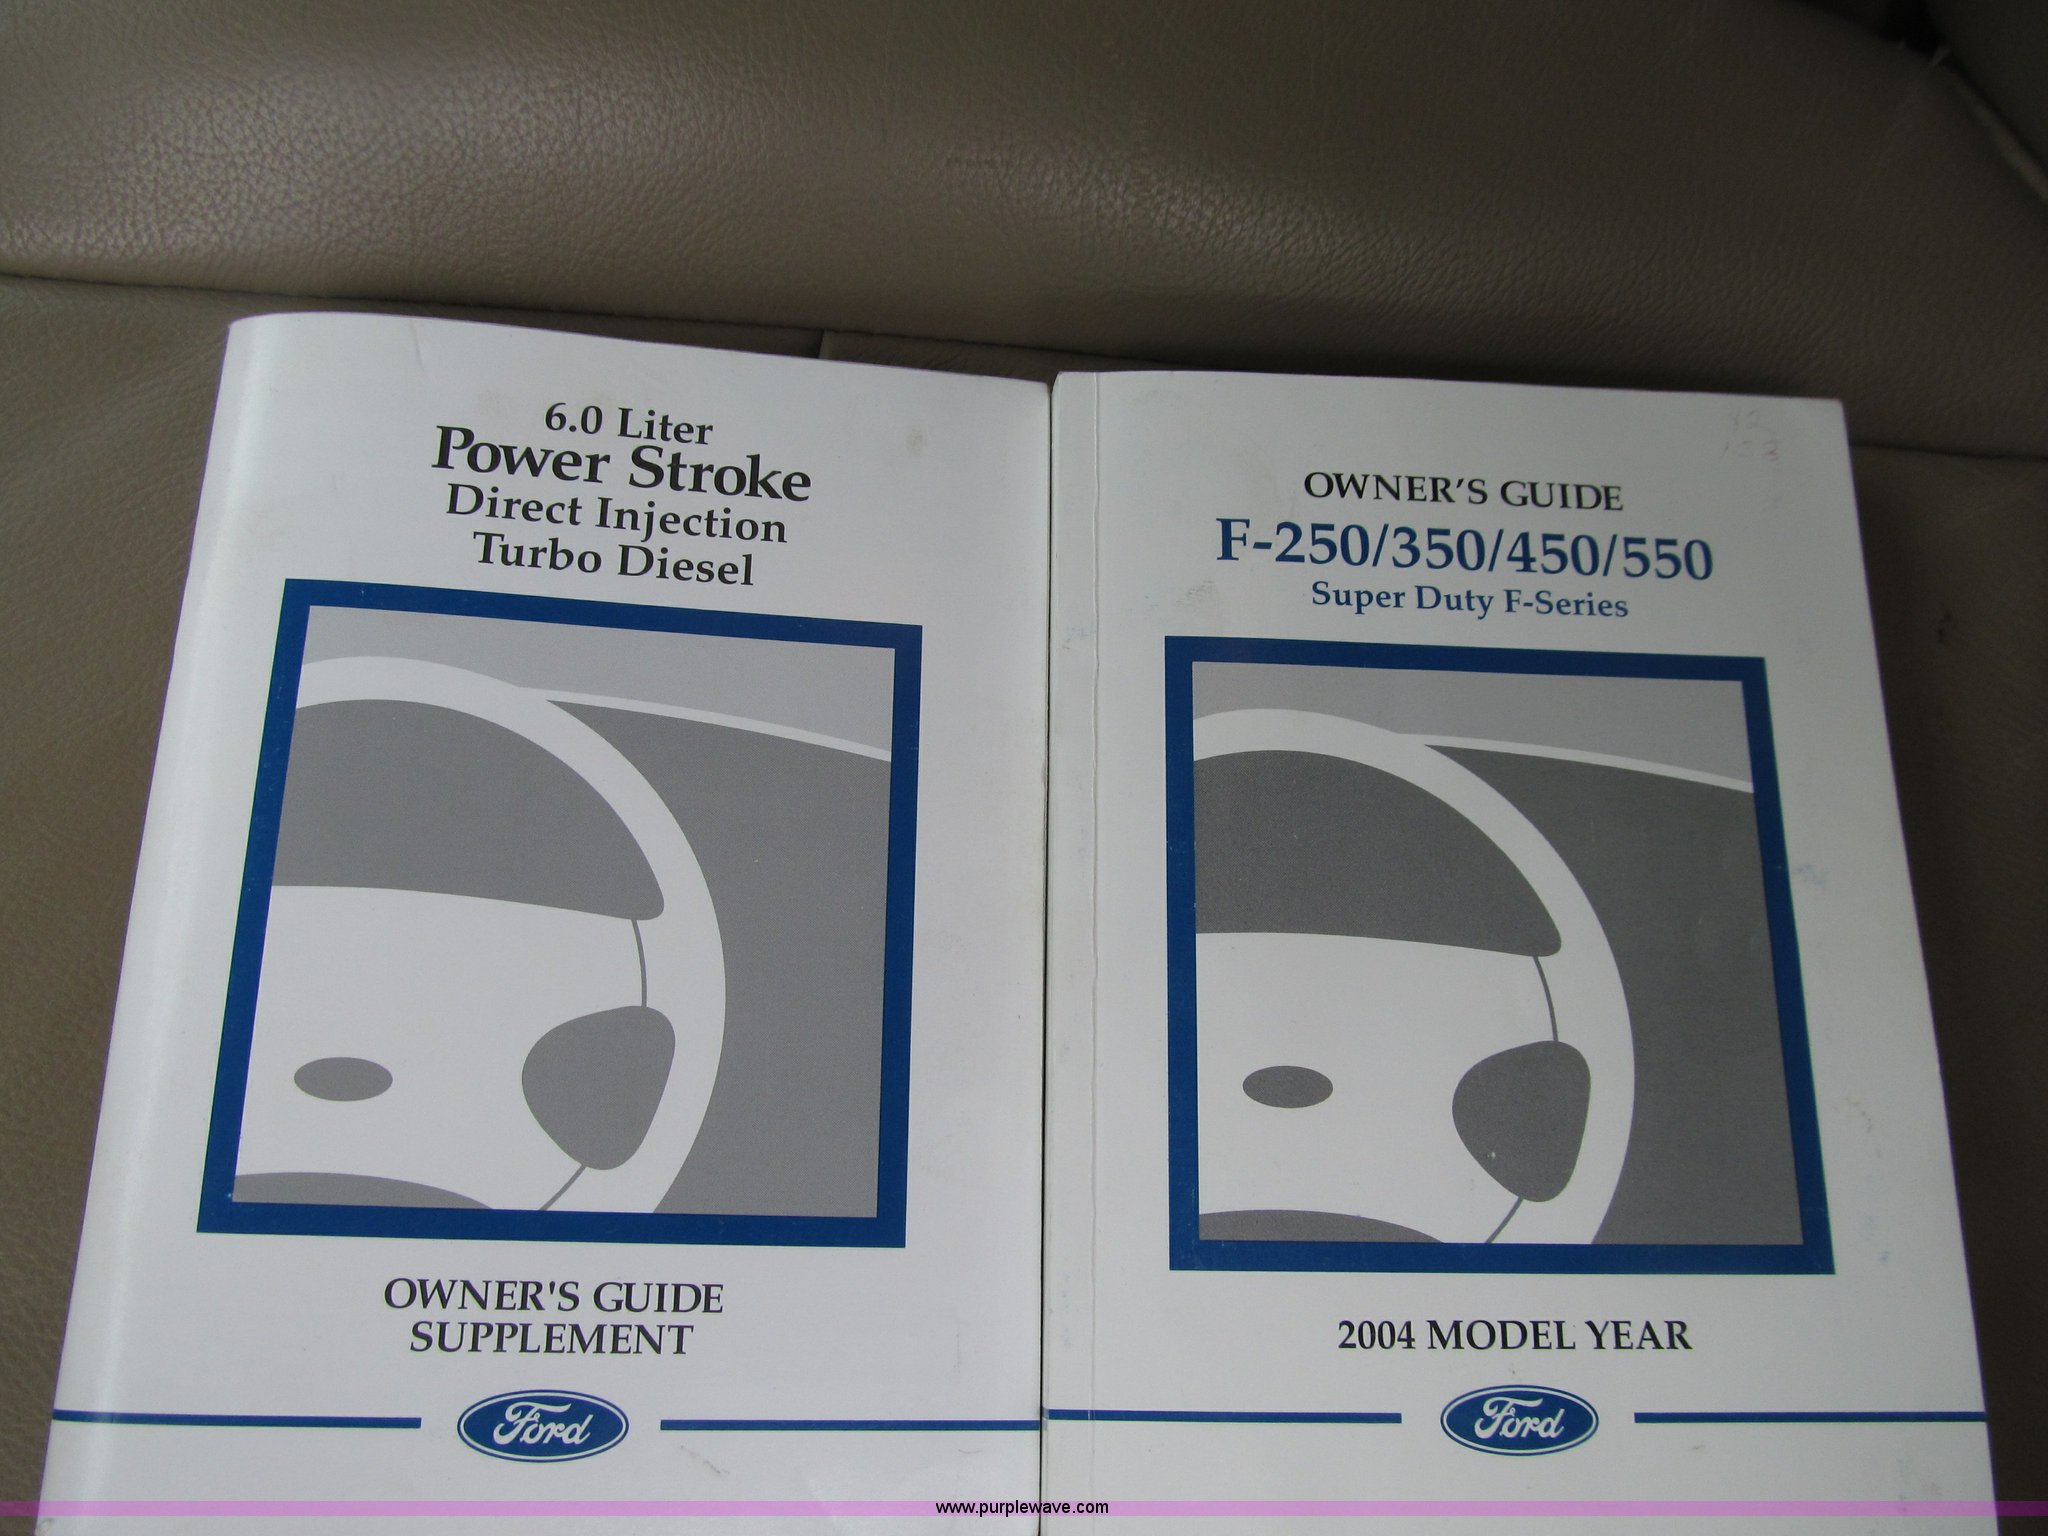 6.0 Liter
Power Stroke
Direct Injection
Turbo Diesel
OWNER'S GUIDE
SUPPLEMENT
Ford
OWNER'S GUIDE
F-250/350/450/550
Super Duty F-Series
2004 MODEL YEAR
Ford
www.purplewave.com